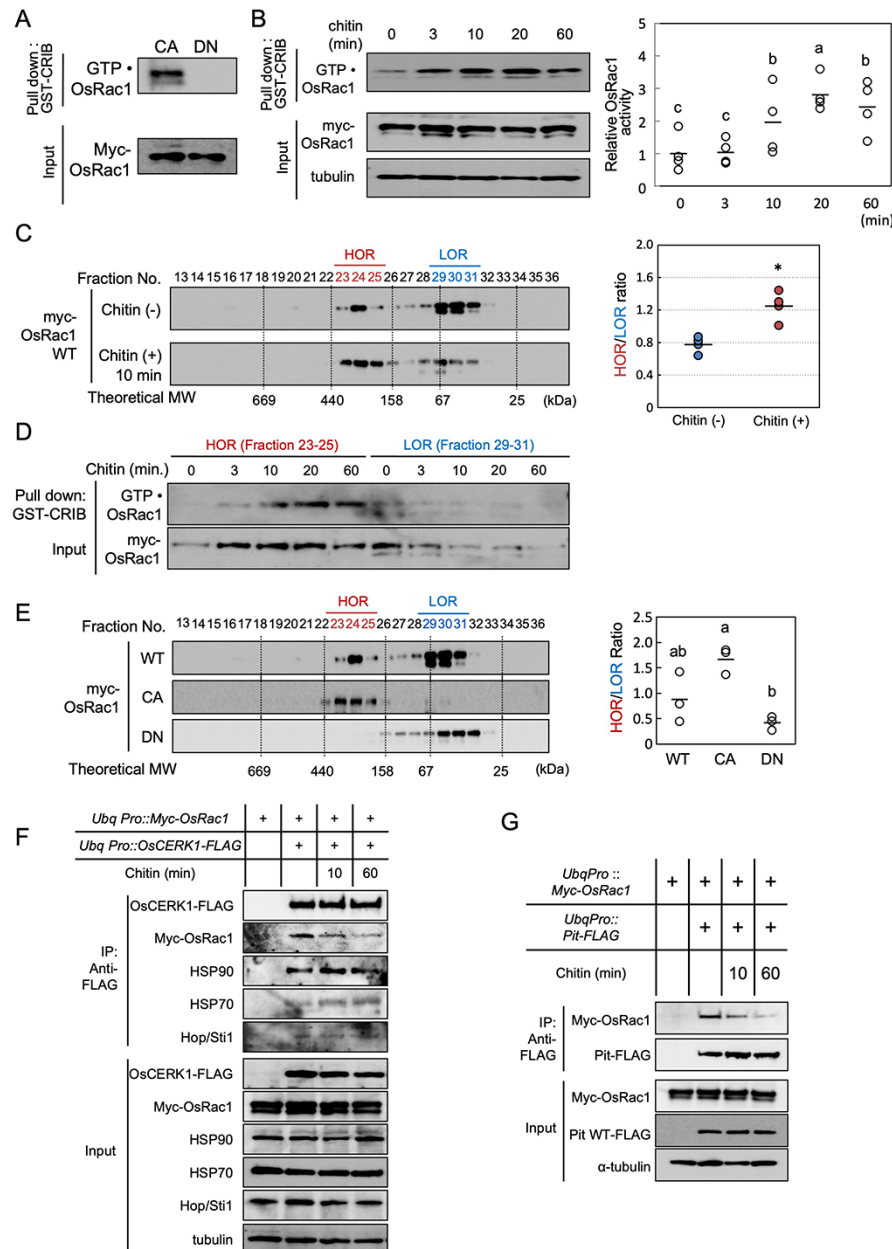 A
CA DN
Pull down :
GST-CRIB
GTP •
OsRac1
Input
Myc-
OsRac1
B
chitin
(min)
0 3 10 20 60
Pull down :
GST-CRIB
GTP •
OsRac1
Input
myc-
OsRac1
tubulin
Relative OsRac1
activity
5
4
3
2
1
0
c c b a b
0 3 10 20 60
(min)
C
HOR LOR
Fraction No. 13 14 15 16 17 18 19 20 21 22 23 24 25 26 27 28 29 30 31 32 33 34 35 36
myc-
OsRac1
WT
Chitin (-)
Chitin (+)
10 min
Theoretical MW
669 440 158 67 25 (kDa)
HOR/LOR ratio
2.0
1.6
1.2
0.8
0.4
0
*
Chitin (-) Chitin (+)
D
HOR (Fraction 23-25) LOR (Fraction 29-31)
Chitin (min.) 0 3 10 20 60 0 3 10 20 60
Pull down:
GST-CRIB
GTP •
OsRac1
Input
myc-
OsRac1
E
HOR LOR
Fraction No. 13 14 15 16 17 18 19 20 21 22 23 24 25 26 27 28 29 30 31 32 33 34 35 36
myc-
OsRac1
WT
CA
DN
Theoretical MW
669 440 158 67 25 (kDa)
HOR/LOR Ratio
2.5
2.0
1.5
1.0
0.5
0
ab a b
WT CA DN
F
Ubq Pro::Myc-OsRac1 + + + +
Ubq Pro::OsCERK1-FLAG + + +
Chitin (min) 10 60
IP:
Anti-
FLAG
OsCERK1-FLAG
Myc-OsRac1
HSP90
HSP70
Hop/Sti1
Input
OsCERK1-FLAG
Myc-OsRac1
HSP90
HSP70
Hop/Sti1
tubulin
G
UbqPro ::
Myc-OsRac1
+ + + +
UbqPro::
Pit-FLAG
+ + +
Chitin (min) 10 60
IP:
Anti-
FLAG
Myc-OsRac1
Pit-FLAG
Input
Myc-OsRac1
Pit WT-FLAG
α-tubulin